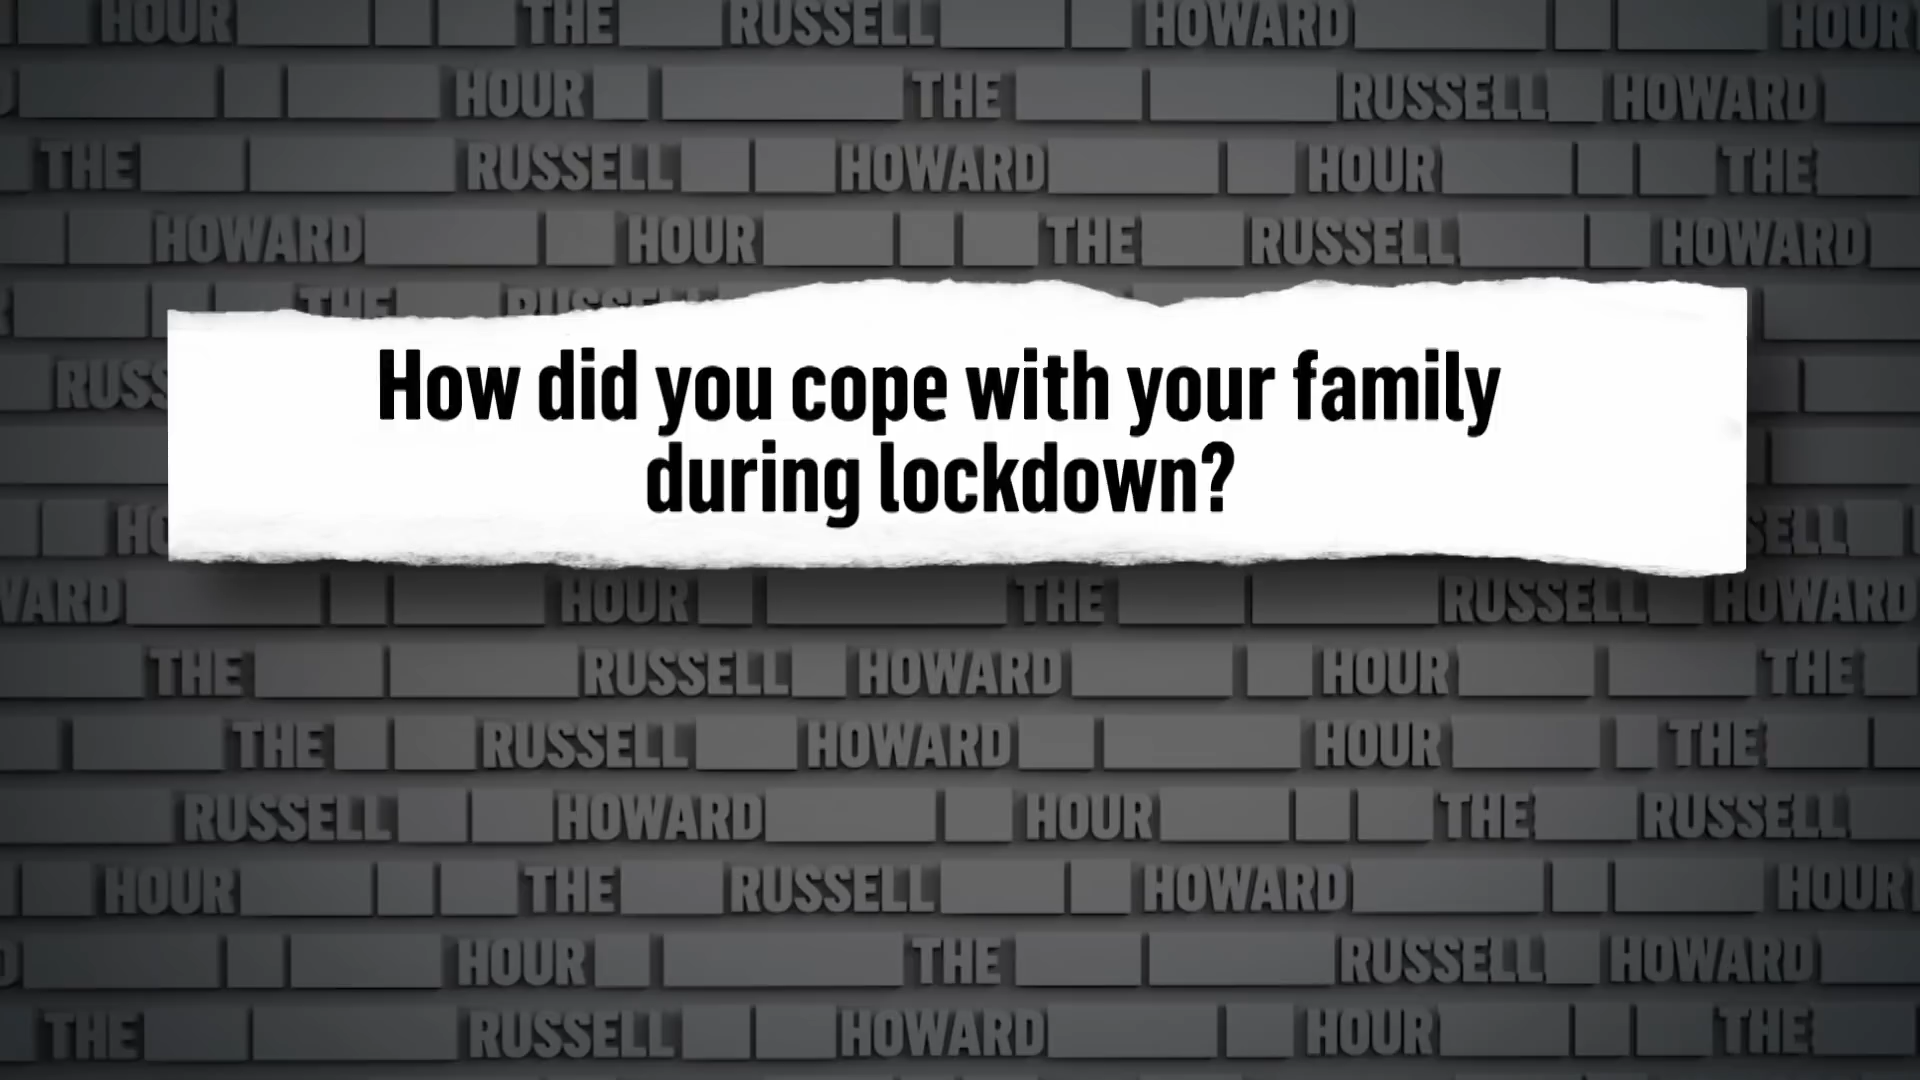 HOUR THE RUSSELL HOWARD HOUR
HOUR THE RUSSELL HOWARD
THE RUSSELL HOWARD HOUR THE
HOWARD HOUR THE RUSSELL HOWARD
THE RUSSELL
How did you cope with your family
during lockdown?
HOUR THE RUSSELL HOWARD
THE RUSSELL HOWARD HOUR THE
THE RUSSELL HOWARD HOUR THE
RUSSELL HOWARD HOUR THE RUSSELL
HOUR THE RUSSELL HOWARD HOUR
HOUR THE RUSSELL HOWARD
THE RUSSELL HOWARD HOUR THE